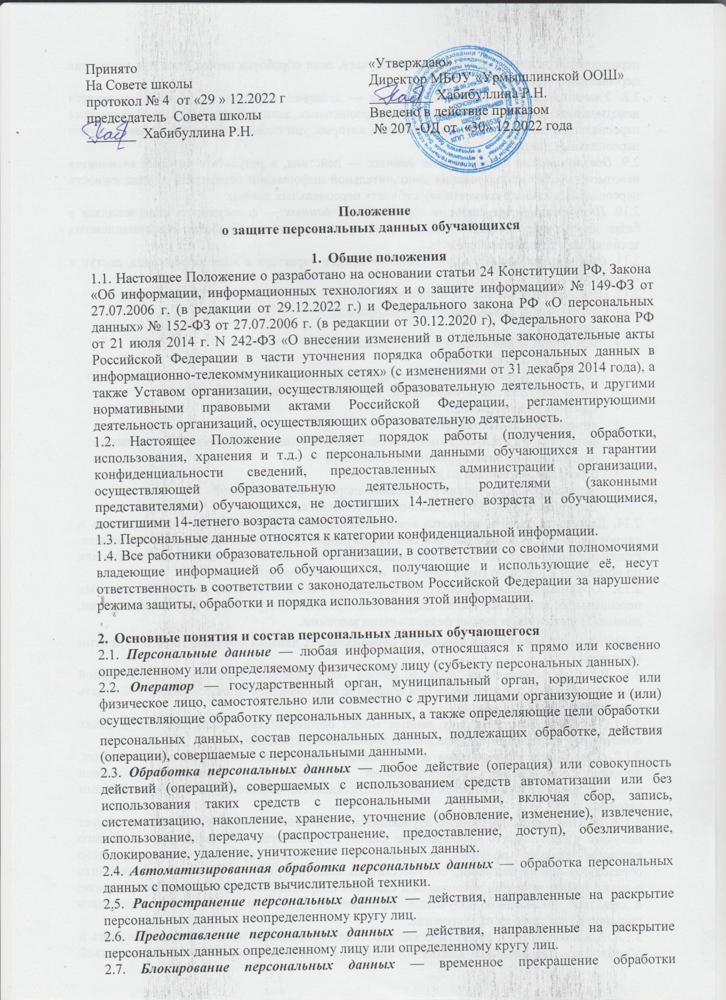 Принято
На Совете школы
протокол № 4 от «29 » 12.2022 г
председатель Совета школы
Хабибуллина Р.Н.
«Утверждаю»
Директор МБОУ «Урмышлинской ООШ»
Хабибуллина Р.Н.
Введено в действие приказом
№ 207 -ОД от «30» 12.2022 года
Урмышлинская
основная
общеобразовательная
школа
Положение
о защите персональных данных обучающихся
1. Общие положения
1.1. Настоящее Положение о разработано на основании статьи 24 Конституции РФ, Закона
«Об информации, информационных технологиях и о защите информации» № 149-ФЗ от
27.07.2006 г. (в редакции от 29.12.2022 г.) и Федерального закона РФ «О персональных
данных» № 152-ФЗ от 27.07.2006 г. (в редакции от 30.12.2020 г), Федерального закона РФ
от 21 июля 2014 г. N 242-ФЗ «О внесении изменений в отдельные законодательные акты
Российской Федерации в части уточнения порядка обработки персональных данных в
информационно-телекоммуникационных сетях» (с изменениями от 31 декабря 2014 года), а
также Уставом организации, осуществляющей образовательную деятельность, и другими
нормативными правовыми актами Российской Федерации, регламентирующими
деятельность организаций, осуществляющих образовательную деятельность.
1.2. Настоящее Положение определяет порядок работы (получения, обработки,
использования, хранения и т.д.) с персональными данными обучающихся и гарантии
конфиденциальности сведений, предоставленных администрации организации,
осуществляющей образовательную деятельность, родителями (законными
представителями) обучающихся, не достигших 14-летнего возраста и обучающимися,
достигшими 14-летнего возраста самостоятельно.
1.3. Персональные данные относятся к категории конфиденциальной информации.
1.4. Все работники образовательной организации, в соответствии со своими полномочиями
владеющие информацией об обучающихся, получающие и использующие её, несут
ответственность в соответствии с законодательством Российской Федерации за нарушение
режима защиты, обработки и порядка использования этой информации.
2. Основные понятия и состав персональных данных обучающегося
2.1. Персональные данные — любая информация, относящаяся к прямо или косвенно
определенному или определяемому физическому лицу (субъекту персональных данных).
2.2. Оператор — государственный орган, муниципальный орган, юридическое или
физическое лицо, самостоятельно или совместно с другими лицами организующие и (или)
осуществляющие обработку персональных данных, а также определяющие цели обработки
персональных данных, состав персональных данных, подлежащих обработке, действия
(операции), совершаемые с персональными данными.
2.3. Обработка персональных данных — любое действие (операция) или совокупность
действий (операций), совершаемых с использованием средств автоматизации или без
использования таких средств с персональными данными, включая сбор, запись,
систематизацию, накопление, хранение, уточнение (обновление, изменение), извлечение,
использование, передачу (распространение, предоставление, доступ), обезличивание,
блокирование, удаление, уничтожение персональных данных.
2.4. Автоматизированная обработка персональных данных — обработка персональных
данных с помощью средств вычислительной техники.
2.5. Распространение персональных данных — действия, направленные на раскрытие
персональных данных неопределенному кругу лиц.
2.6. Предоставление персональных данных — действия, направленные на раскрытие
персональных данных определенному лицу или определенному кругу лиц.
2.7. Блокирование персональных данных — временное прекращение обработки